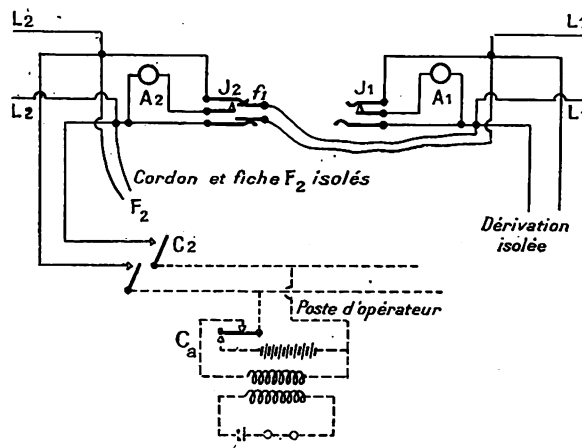 L2 L1
J2 f1 J1
A2 A1
L2 L1
Cordon et fiche F2 isolés
F2
Dérivation
isolée
C2
Poste d'opérateur
Ca